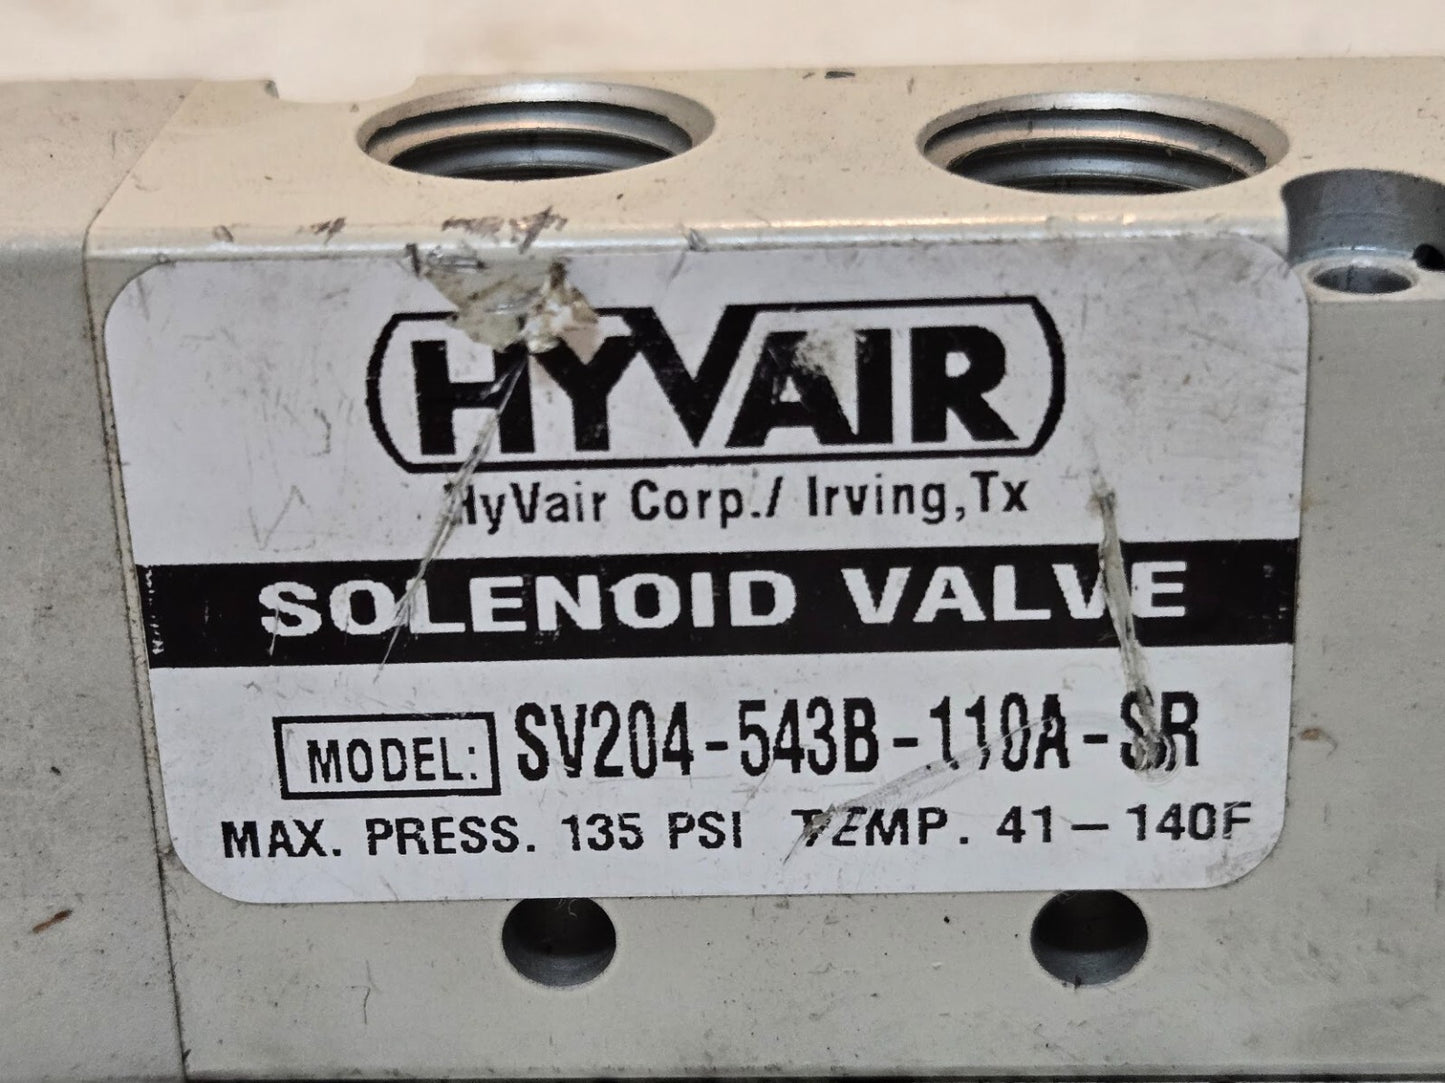 HYVAIR
HyVair Corp./ Irving,Tx
SOLENOID VALVE
MODEL: SV204-543B-110A-SR
MAX. PRESS. 135 PSI TEMP. 41-140F